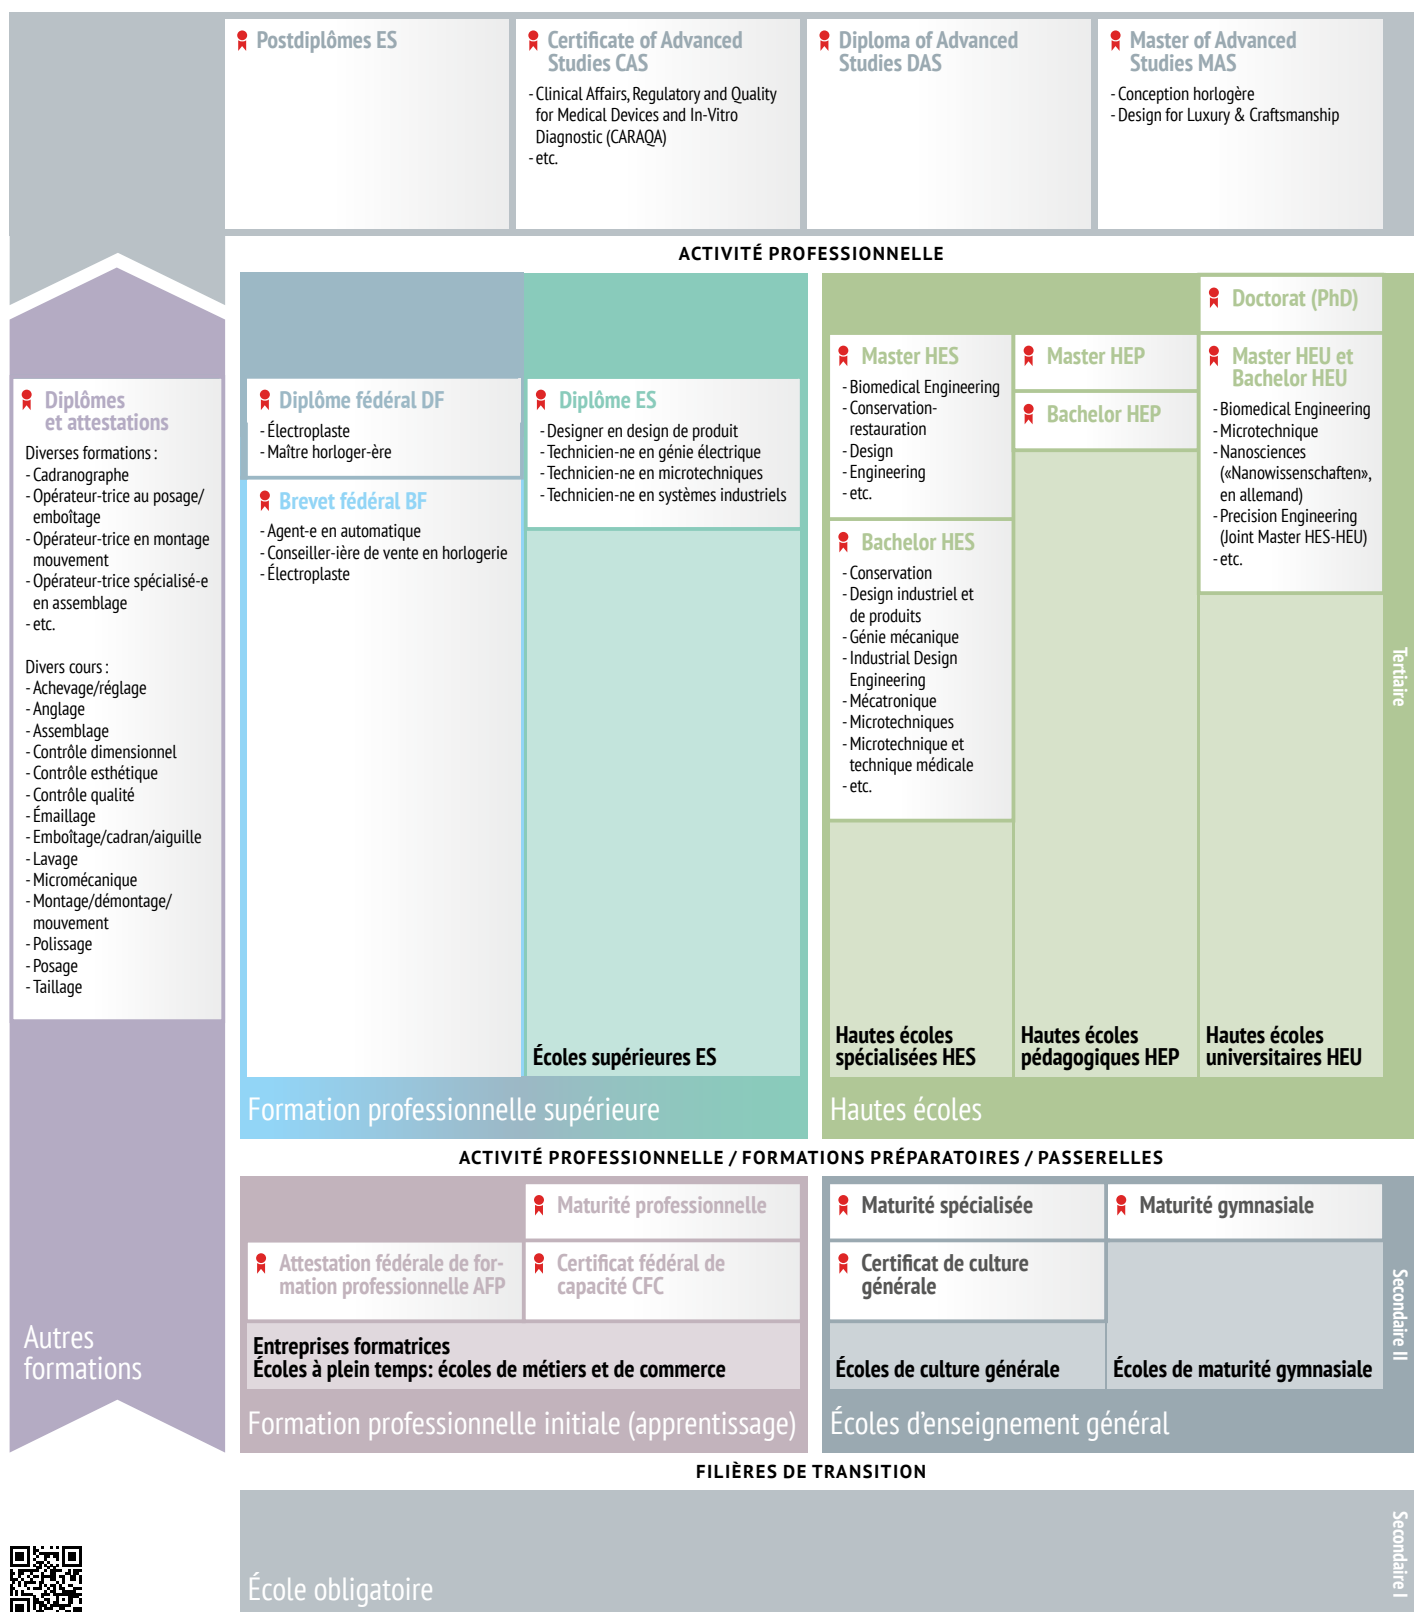 Postdiplômes ES
Certificate of Advanced
Studies CAS
- Clinical Affairs, Regulatory and Quality
for Medical Devices and In-Vitro
Diagnostic (CARAQA)
- etc.
Diploma of Advanced
Studies DAS
Master of Advanced
Studies MAS
- Conception horlogère
- Design for Luxury & Craftsmanship
ACTIVITÉ PROFESSIONNELLE
Diplômes
et attestations
Diverses formations :
- Cadranographe
- Opérateur-trice au posage/
emboîtage
- Opérateur-trice en montage
mouvement
- Opérateur-trice spécialisé-e
en assemblage
- etc.
Divers cours :
- Achevage/réglage
- Anglage
- Assemblage
- Contrôle dimensionnel
- Contrôle esthétique
- Contrôle qualité
- Émaillage
- Emboîtage/cadran/aiguille
- Lavage
- Micromécanique
- Montage/démontage/
mouvement
- Polissage
- Posage
- Taillage
Autres
formations
Diplôme fédéral DF
- Électroplaste
- Maître horloger-ère
Brevet fédéral BF
- Agent-e en automatique
- Conseiller-ière de vente en horlogerie
- Électroplaste
Diplôme ES
- Designer en design de produit
- Technicien-ne en génie électrique
- Technicien-ne en microtechniques
- Technicien-ne en systèmes industriels
Écoles supérieures ES
Formation professionnelle supérieure
Master HES
- Biomedical Engineering
- Conservation-
restauration
- Design
- Engineering
- etc.
Bachelor HES
- Conservation
- Design industriel et
de produits
- Génie mécanique
- Industrial Design
Engineering
- Mécatronique
- Microtechniques
- Microtechnique et
technique médicale
- etc.
Hautes écoles
spécialisées HES
Master HEP
Bachelor HEP
Hautes écoles
pédagogiques HEP
Doctorat (PhD)
Master HEU et
Bachelor HEU
- Biomedical Engineering
- Microtechnique
- Nanosciences
(«Nanowissenschaften»,
en allemand)
- Precision Engineering
(Joint Master HES-HEU)
- etc.
Hautes écoles
universitaires HEU
Hautes écoles
Tertiaire
ACTIVITÉ PROFESSIONNELLE / FORMATIONS PRÉPARATOIRES / PASSERELLES
Maturité professionnelle
Attestation fédérale de for-
mation professionnelle AFP
Certificat fédéral de
capacité CFC
Entreprises formatrices
Écoles à plein temps: écoles de métiers et de commerce
Formation professionnelle initiale (apprentissage)
Maturité spécialisée
Certificat de culture
générale
Écoles de culture générale
Maturité gymnasiale
Écoles de maturité gymnasiale
Écoles d'enseignement général
Secondaire II
FILIÈRES DE TRANSITION
École obligatoire
Secondaire I